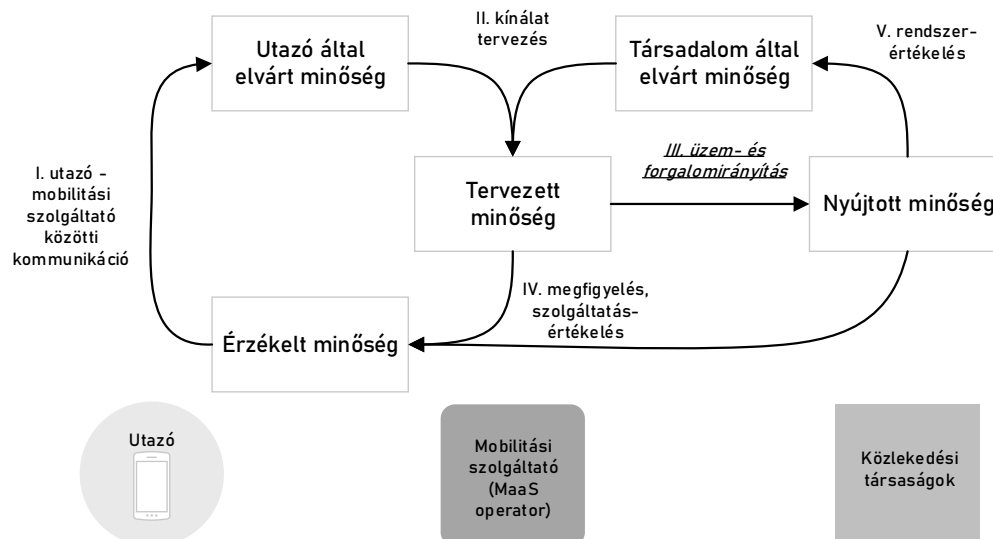 Utazó által
elvárt minőség
II. kínálat
tervezés
Társadalom által
elvárt minőség
V. rendszer-
értékelés
I. utazó -
mobilitási
szolgáltató
közötti
kommunikáció
Tervezett
minőség
III. üzem- és
forgalomirányítás
Nyújtott minőség
IV. megfigyelés,
szolgáltatás-
értékelés
Érzékelt minőség
Utazó
Mobilitási
szolgáltató
(MaaS
operator)
Közlekedési
társaságok